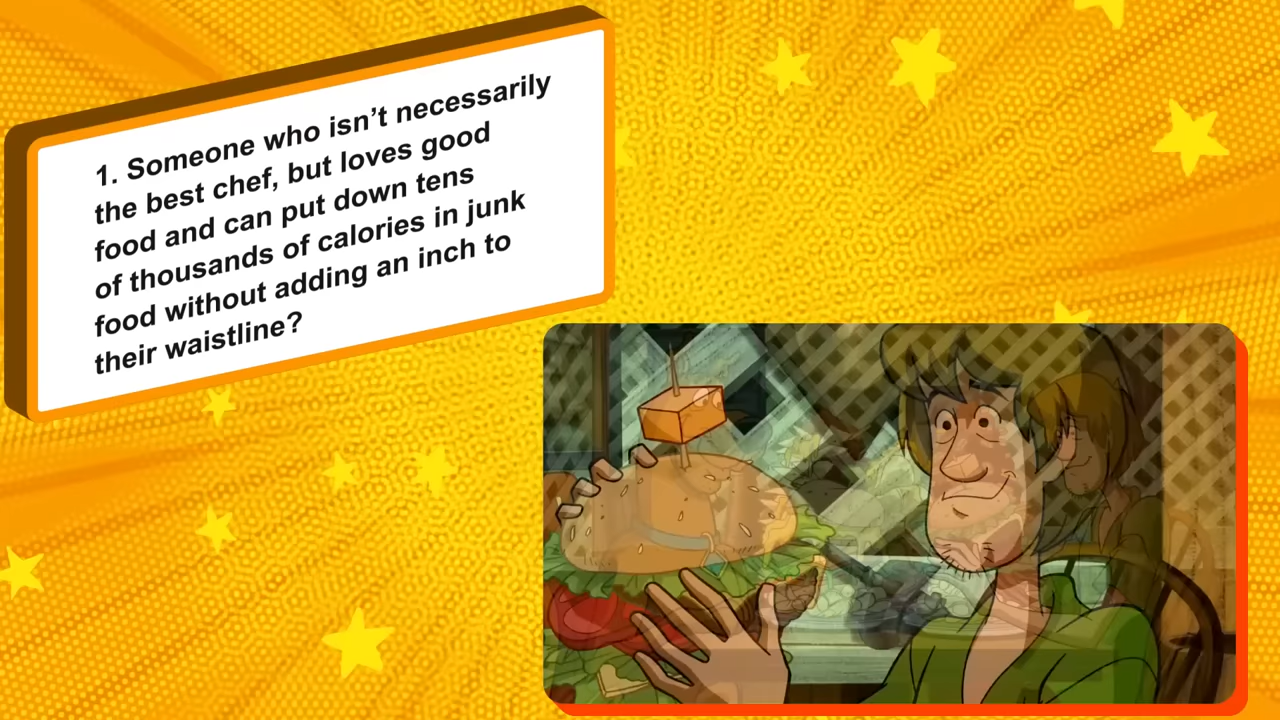 1. Someone who isn’t necessarily
the best chef, but loves good
food and can put down tens
of thousands of calories in junk
food without adding an inch to
their waistline?